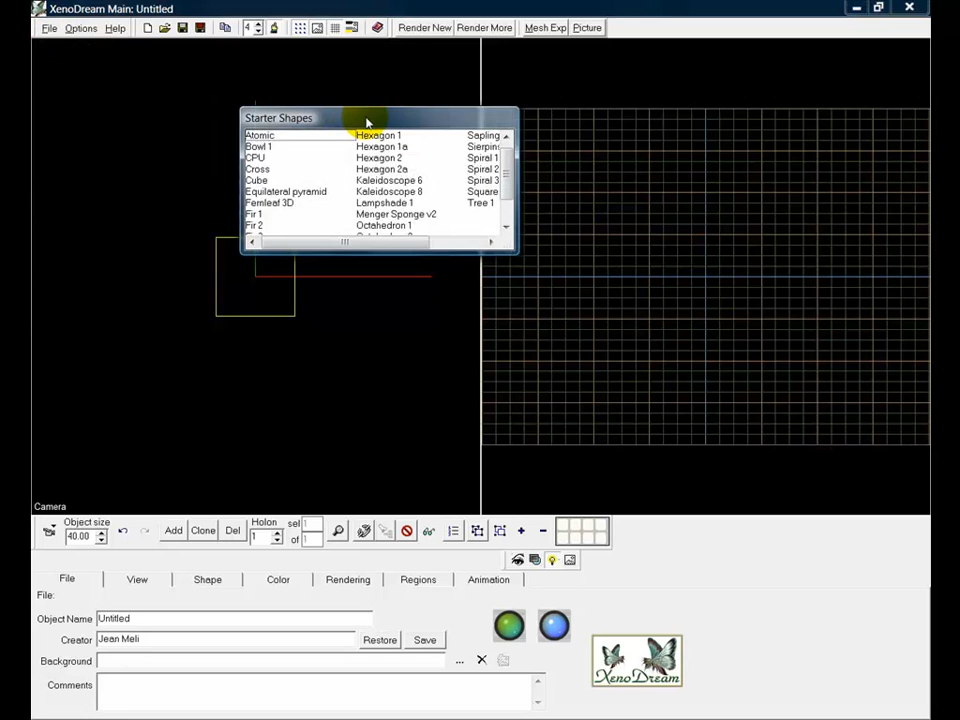 XenoDream Main: Untitled
File Options Help 4 Render New Render More Mesh Exp Picture
Starter Shapes
Atomic Hexagon 1 Sapling
Bowl 1 Hexagon 1a Sierpin
CPU Hexagon 2 Spiral 1
Cross Hexagon 2a Spiral 2
Cube Kaleidoscope 6 Spiral 3
Equilateral pyramid Kaleidoscope 8 Square
Fernleaf 3D Lampshade 1 Tree 1
Fir 1 Menger Sponge v2
Fir 2 Octahedron 1
Camera
Object size
40.00 Add Clone Del Holon 1 sel 1 of 1
File View Shape Color Rendering Regions Animation
File:
Object Name Untitled
Creator Jean Meli Restore Save
Background ...
Comments
XenoDream